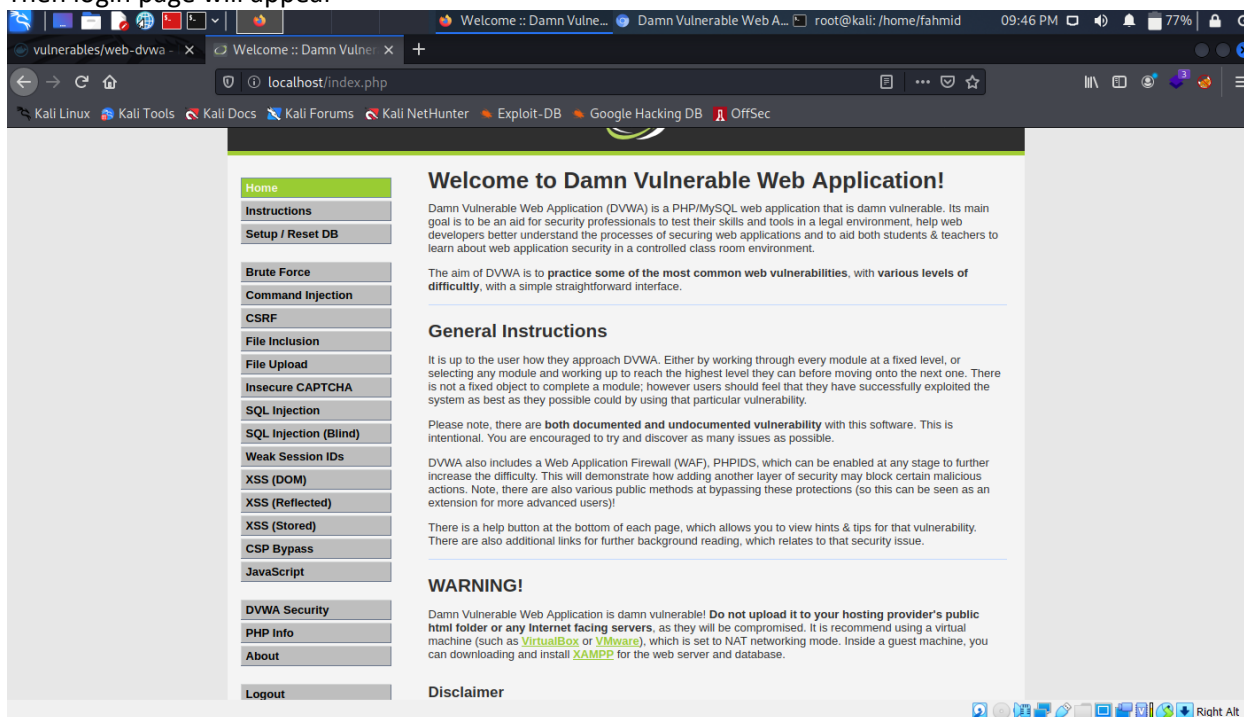 Then login page will appear
Welcome :: Damn Vulne... Damn Vulnerable Web A... root@kali: /home/fahmid 09:46 PM 77%
vulnerables/web-dvwa - Welcome :: Damn Vulner
localhost/index.php
3
Kali Linux Kali Tools Kali Docs Kali Forums Kali NetHunter Exploit-DB Google Hacking DB OffSec
Home
Instructions
Setup / Reset DB
Brute Force
Command Injection
CSRF
File Inclusion
File Upload
Insecure CAPTCHA
SQL Injection
SQL Injection (Blind)
Weak Session IDs
XSS (DOM)
XSS (Reflected)
XSS (Stored)
CSP Bypass
JavaScript
DVWA Security
PHP Info
About
Logout
Welcome to Damn Vulnerable Web Application!
Damn Vulnerable Web Application (DVWA) is a PHP/MySQL web application that is damn vulnerable. Its main
goal is to be an aid for security professionals to test their skills and tools in a legal environment, help web
developers better understand the processes of securing web applications and to aid both students & teachers to
learn about web application security in a controlled class room environment.
The aim of DVWA is to practice some of the most common web vulnerabilities, with various levels of
difficultly, with a simple straightforward interface.
General Instructions
It is up to the user how they approach DVWA. Either by working through every module at a fixed level, or
selecting any module and working up to reach the highest level they can before moving onto the next one. There
is not a fixed object to complete a module; however users should feel that they have successfully exploited the
system as best as they possible could by using that particular vulnerability.
Please note, there are both documented and undocumented vulnerability with this software. This is
intentional. You are encouraged to try and discover as many issues as possible.
DVWA also includes a Web Application Firewall (WAF), PHPIDS, which can be enabled at any stage to further
increase the difficulty. This will demonstrate how adding another layer of security may block certain malicious
actions. Note, there are also various public methods at bypassing these protections (so this can be seen as an
extension for more advanced users)!
There is a help button at the bottom of each page, which allows you to view hints & tips for that vulnerability.
There are also additional links for further background reading, which relates to that security issue.
WARNING!
Damn Vulnerable Web Application is damn vulnerable! Do not upload it to your hosting provider's public
html folder or any Internet facing servers, as they will be compromised. It is recommend using a virtual
machine (such as VirtualBox or VMware), which is set to NAT networking mode. Inside a guest machine, you
can downloading and install XAMPP for the web server and database.
Disclaimer
Right Alt